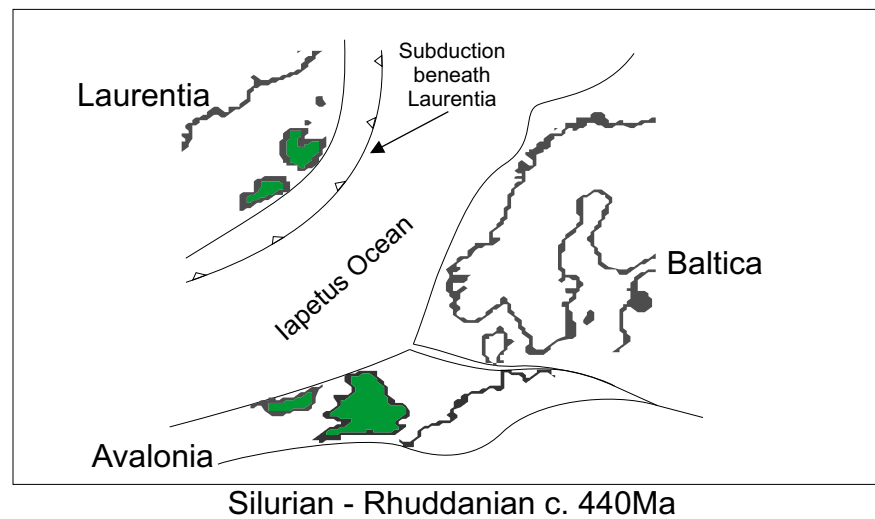 Subduction
beneath
Laurentia
Laurentia
Iapetus Ocean
Baltica
Avalonia
Silurian - Rhuddanian c. 440Ma